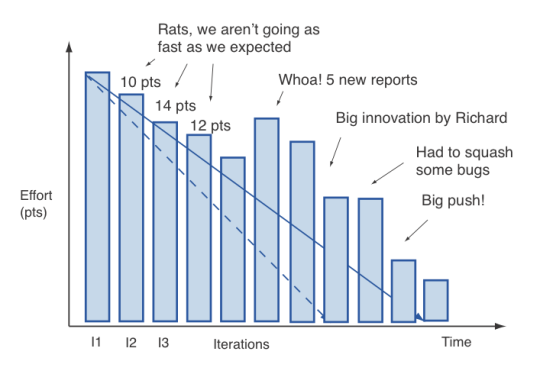 Rats, we aren't going as
fast as we expected
10 pts
14 pts
12 pts
Whoa! 5 new reports
Big innovation by Richard
Had to squash
some bugs
Big push!
Effort
(pts)
I1 I2 I3 Iterations Time